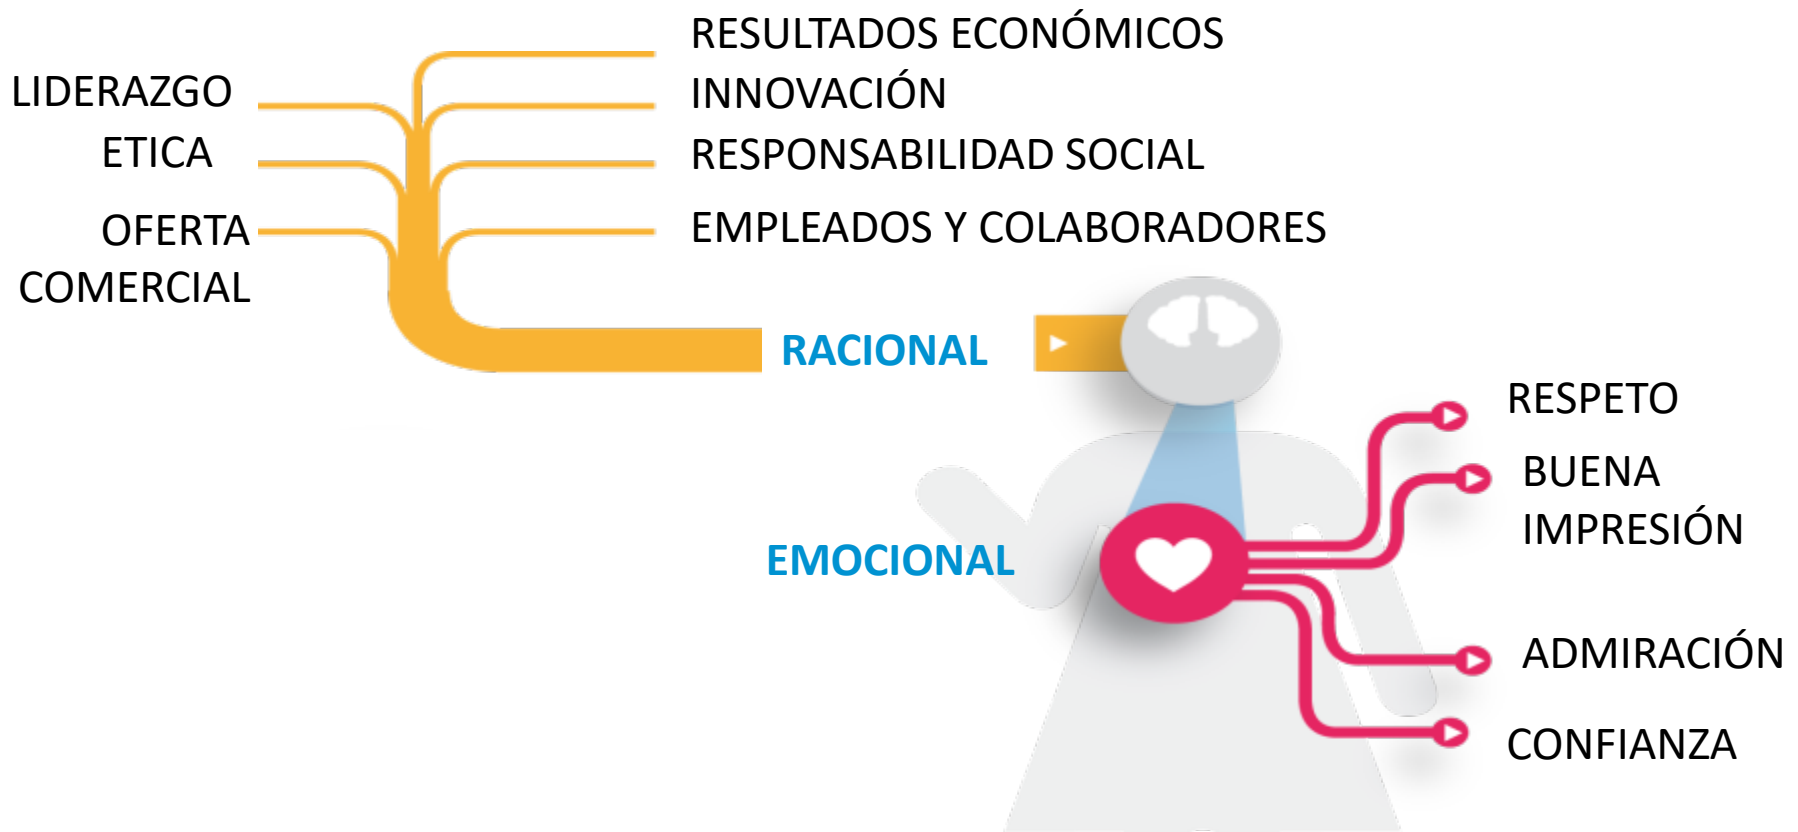 RESULTADOS ECONÓMICOS
LIDERAZGO
INNOVACIÓN
ETICA
RESPONSABILIDAD SOCIAL
OFERTA
COMERCIAL
EMPLEADOS Y COLABORADORES
RACIONAL
EMOCIONAL
RESPETO
BUENA
IMPRESIÓN
ADMIRACIÓN
CONFIANZA